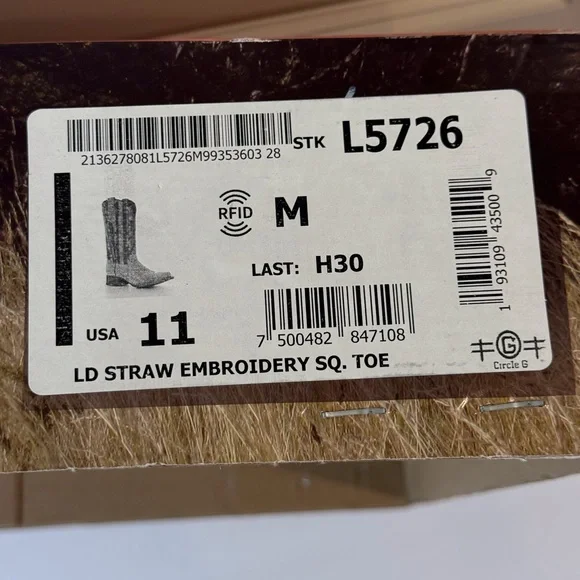 2136278081L5726M99353603 28
STK L5726
RFID M
LAST: H30
USA 11
7 500482 847108
1 93109 43500 9
LD STRAW EMBROIDERY SQ. TOE
G
Circle G